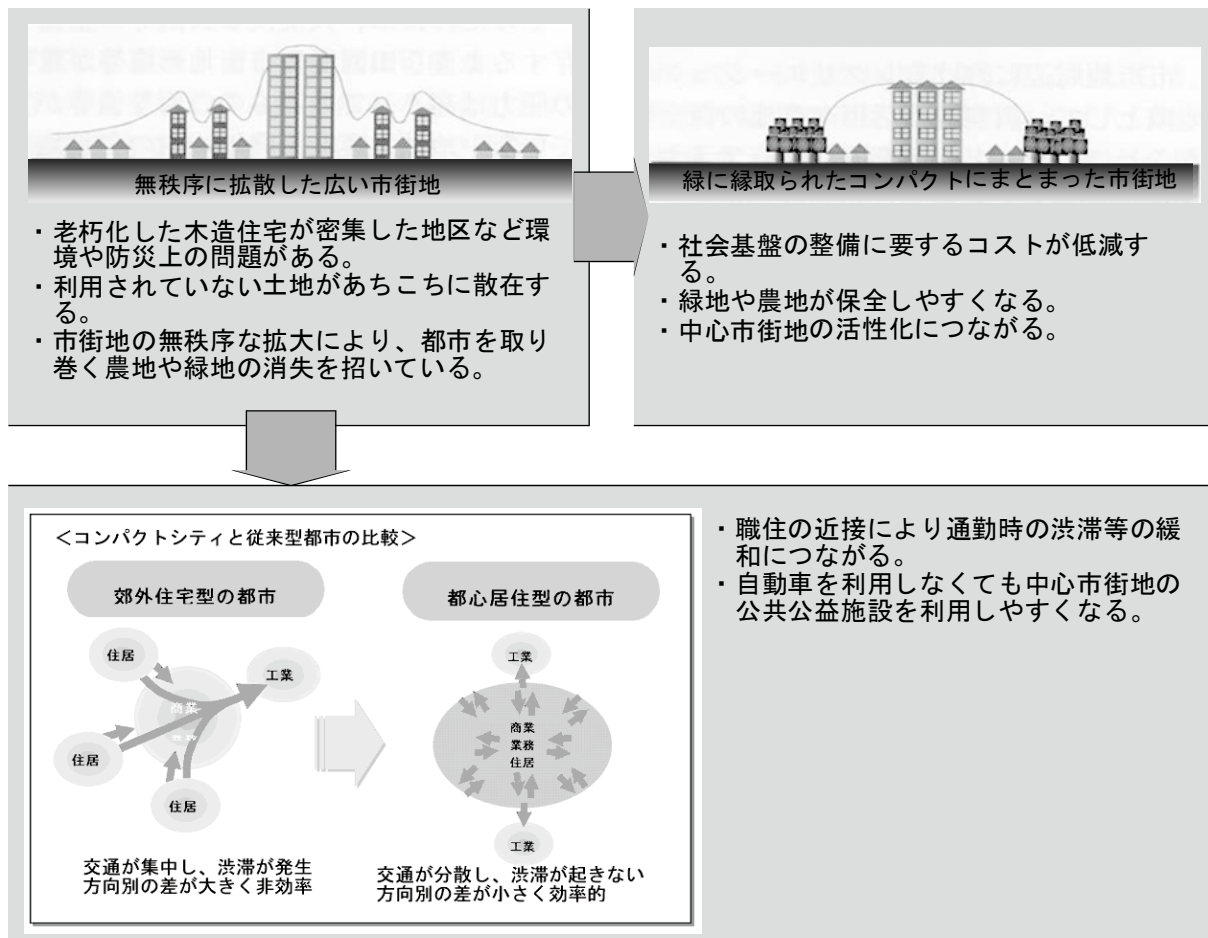 無秩序に拡散した広い市街地
・老朽化した木造住宅が密集した地区など環
境や防災上の問題がある。
・利用されていない土地があちこちに散在す
る。
・市街地の無秩序な拡大により、都市を取り
巻く農地や緑地の消失を招いている。
緑に縁取られたコンパクトにまとまった市街地
・社会基盤の整備に要するコストが低減す
る。
・緑地や農地が保全しやすくなる。
・中心市街地の活性化につながる。
＜コンパクトシティと従来型都市の比較＞
郊外住宅型の都市
住居
工業
商業
業務
住居
住居
交通が集中し、渋滞が発生
方向別の差が大きく非効率
都心居住型の都市
工業
商業
業務
住居
工業
交通が分散し、渋滞が起きない
方向別の差が小さく効率的
・職住の近接により通勤時の渋滞等の緩
和につながる。
・自動車を利用しなくても中心市街地の
公共公益施設を利用しやすくなる。